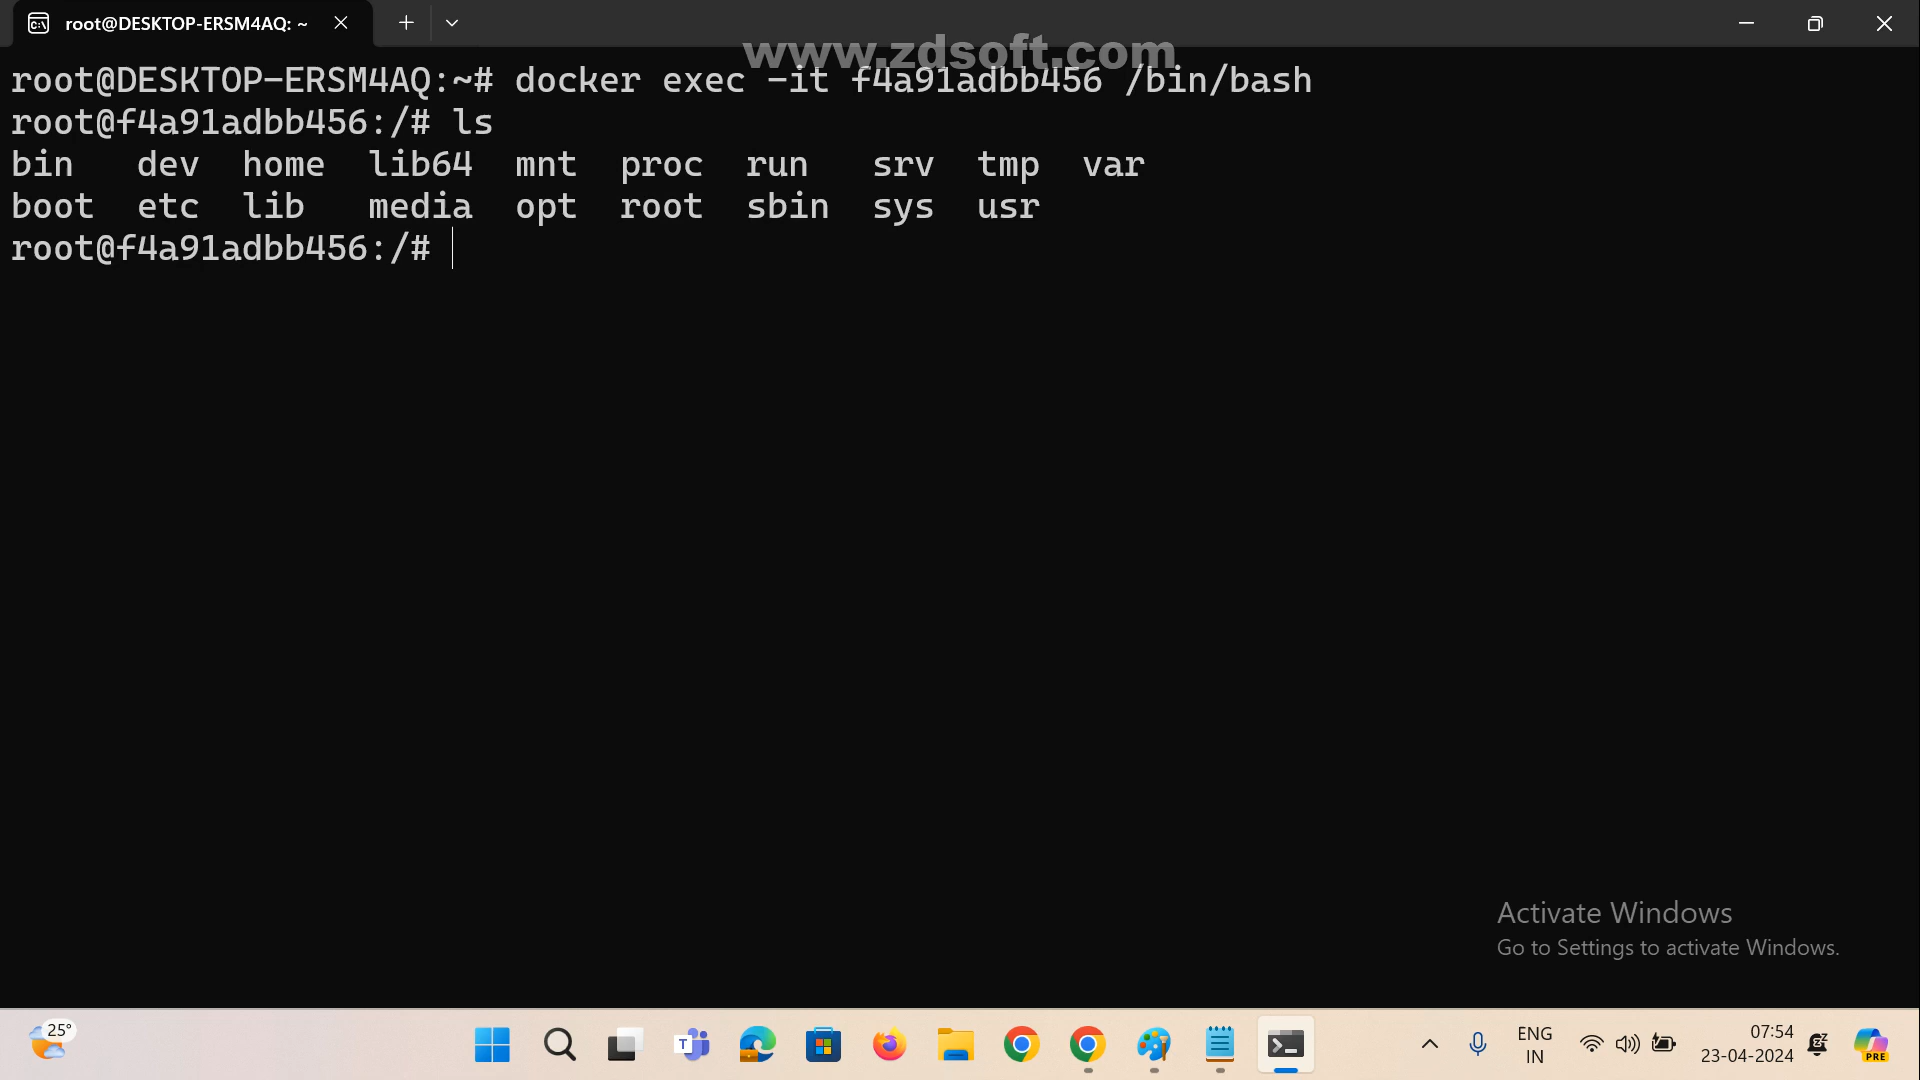 root@DESKTOP-ERSM4AQ: ~
www.zdsoft.com
root@DESKTOP-ERSM4AQ:~# docker exec -it f4a91adbb456 /bin/bash
root@f4a91adbb456:/# ls
bin dev home lib64 mnt proc run srv tmp var
boot etc lib media opt root sbin sys usr
root@f4a91adbb456:/#
Activate Windows
Go to Settings to activate Windows.
25°
ENG
IN
07:54
23-04-2024
PRE